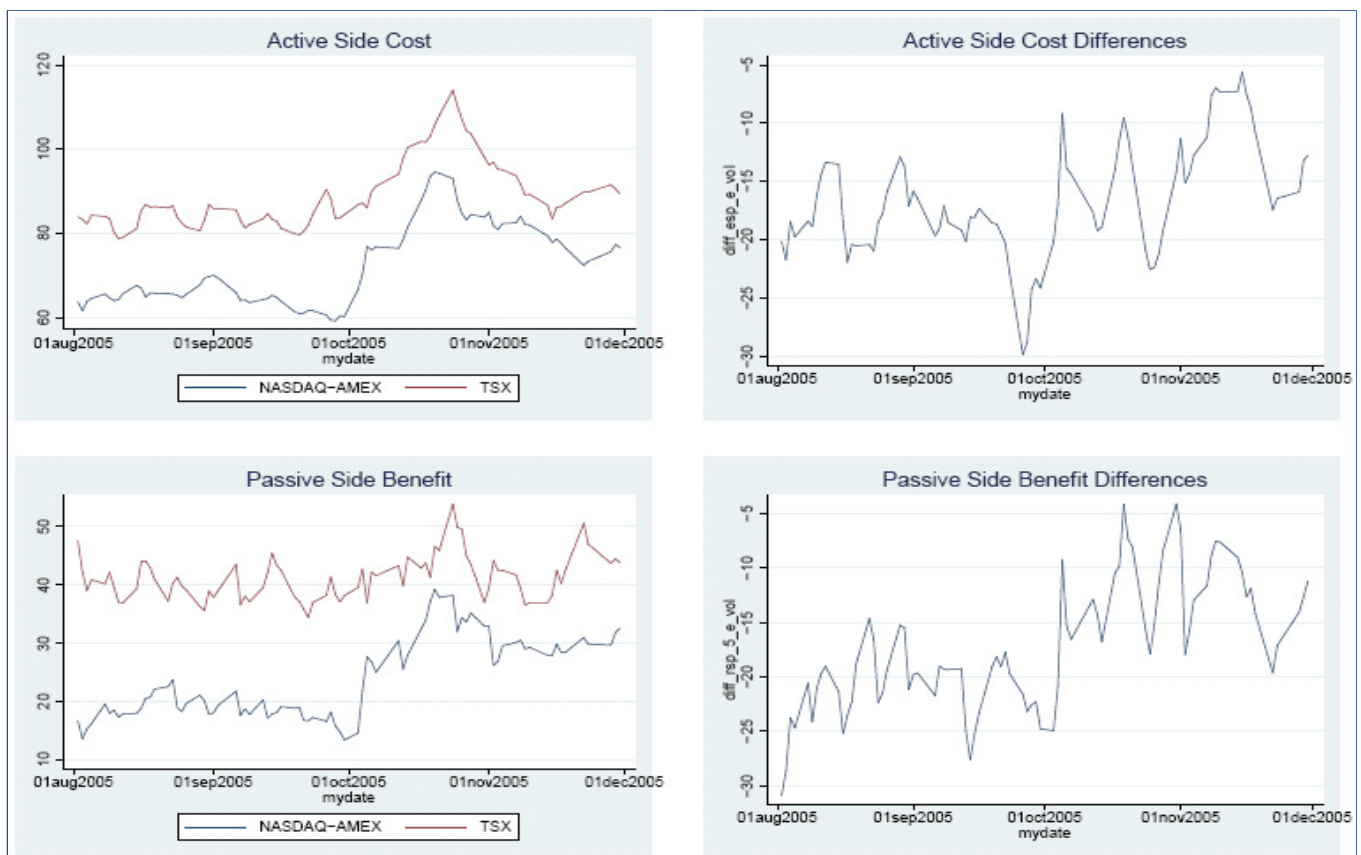 Active Side Cost
120
100
80
60
01aug2005 01sep2005 01oct2005 01nov2005 01dec2005
mydate
NASDAQ-AMEX TSX
Active Side Cost Differences
diff_esp_e_vol
-5
-10
-15
-20
-25
-30
01aug2005 01sep2005 01oct2005 01nov2005 01dec2005
mydate
Passive Side Benefit
50
40
30
20
10
01aug2005 01sep2005 01oct2005 01nov2005 01dec2005
mydate
NASDAQ-AMEX TSX
Passive Side Benefit Differences
diff_rsp_5_e_vol
-5
-10
-15
-20
-25
-30
01aug2005 01sep2005 01oct2005 01nov2005 01dec2005
mydate